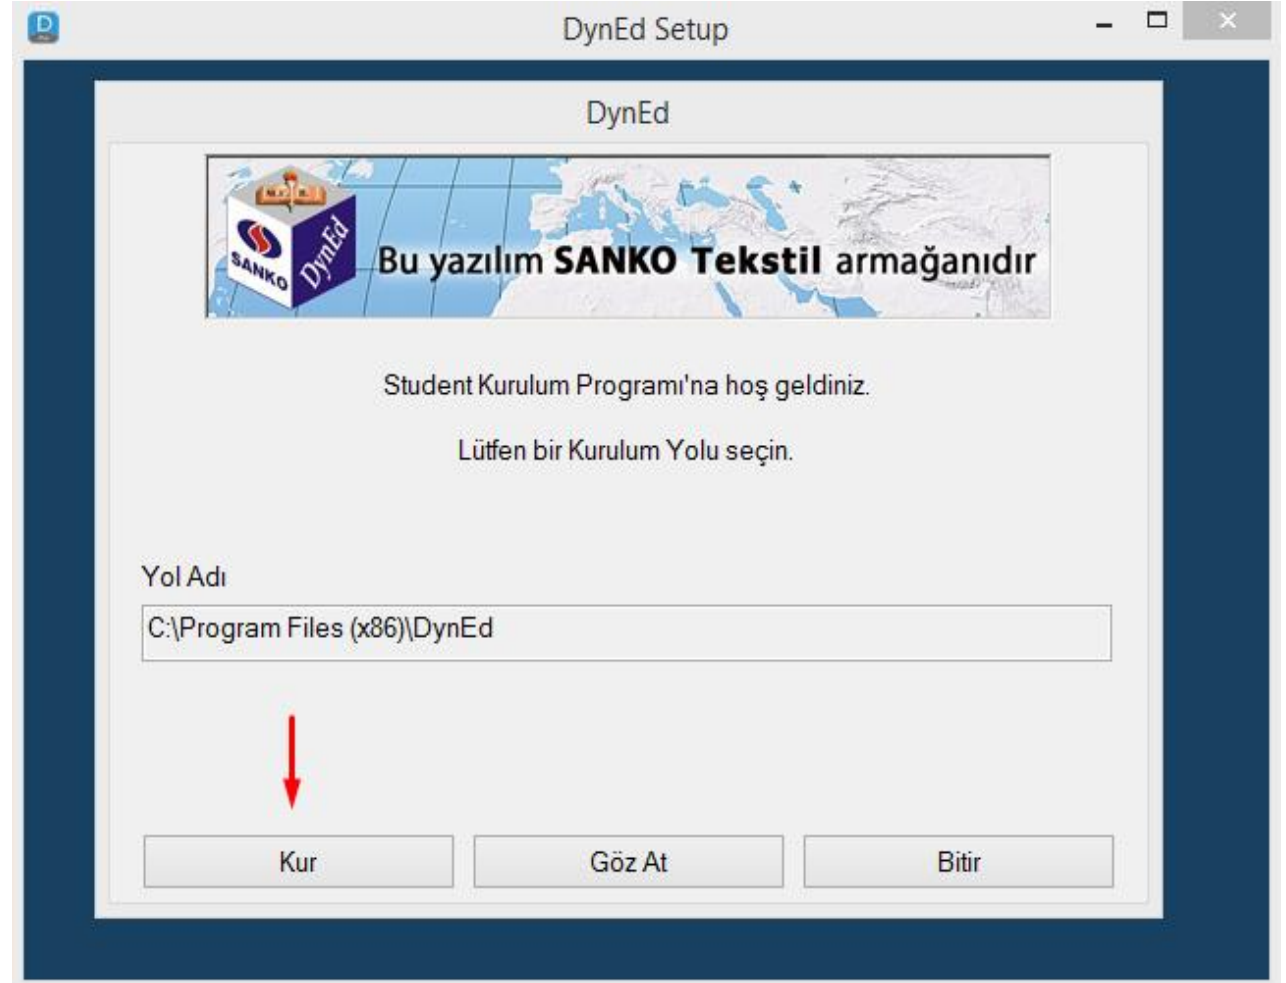 DynEd Setup
DynEd
SANKO
DynEd
Bu yazılım SANKO Tekstil armağanıdır
Student Kurulum Programı'na hoş geldiniz.
Lütfen bir Kurulum Yolu seçin.
Yol Adı
C:\Program Files (x86)\DynEd
Kur
Göz At
Bitir